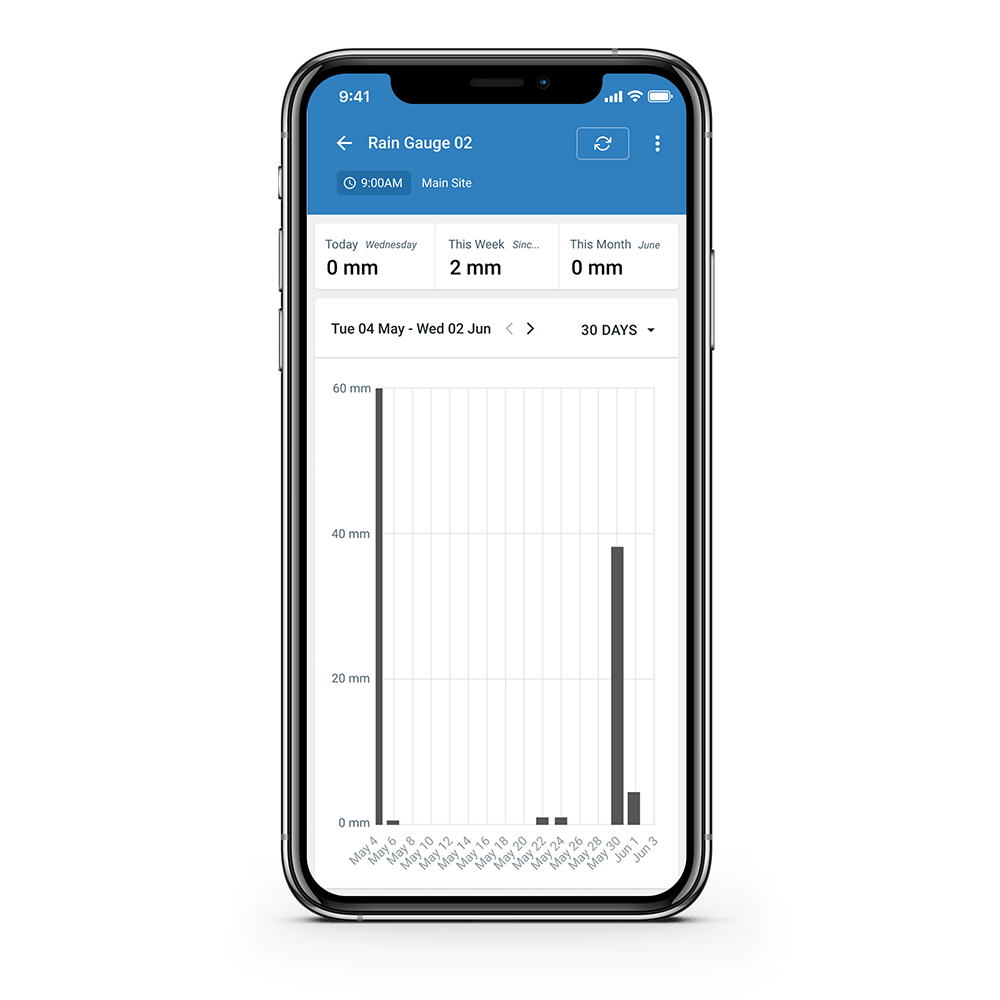 9:41
Rain Gauge 02
9:00AM Main Site
Today Wednesday This Week Sinc... This Month June
0 mm 2 mm 0 mm
Tue 04 May - Wed 02 Jun 30 DAYS
60 mm
40 mm
20 mm
0 mm
May 4 May 6 May 8 May 10 May 12 May 14 May 16 May 18 May 20 May 22 May 24 May 26 May 28 May 30 Jun 1 Jun 3